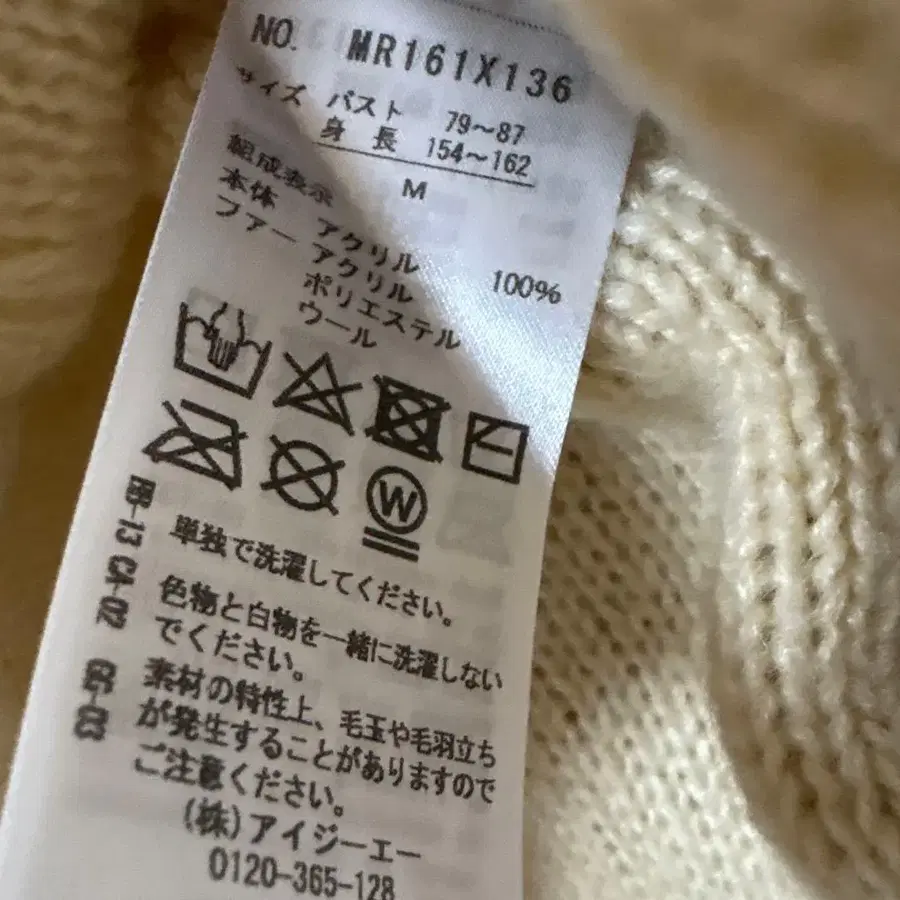 NO. MR161X136
サイズ バスト 79～87
身長 154～162
M
組成表示
本体 アクリル 100%
ファー アクリル
ポリエステル
ウール
W
単独で洗濯してください。
色物と白物を一緒に洗濯しない
でください。
素材の特性上、毛玉や毛羽立ち
が発生することがありますので
ご注意ください。
(株)アイジーエー
0120-365-128